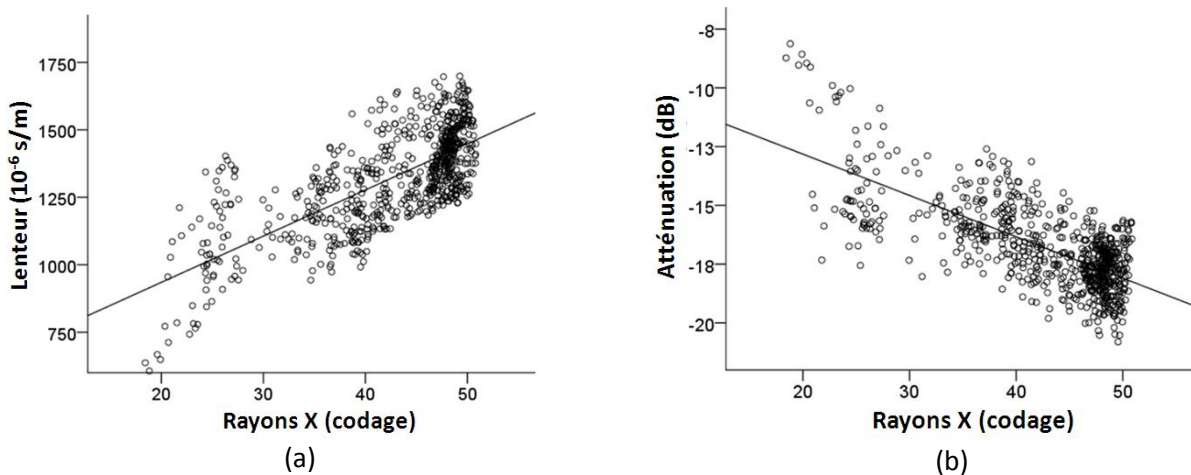 1750
1500
1250
1000
750
Lenteur (10⁻⁶ s/m)
20 30 40 50
Rayons X (codage)
(a)
-8
-10
-13
-15
-18
-20
Atténuation (dB)
20 30 40 50
Rayons X (codage)
(b)